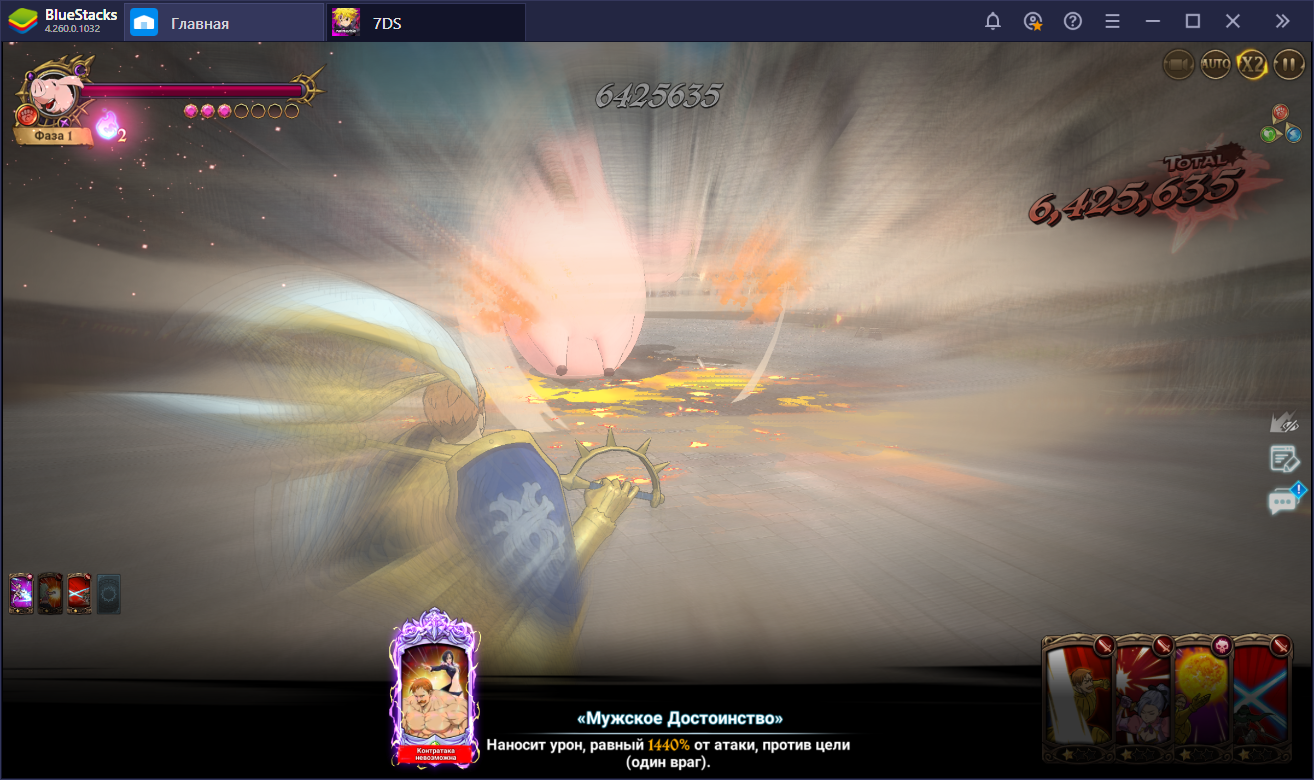 BlueStacks
4.260.0.1032
Главная
7DS
Фаза 1
2
6425635
AUTO
X2
TOTAL
6,425,635
Контратака
невозможна
«Мужское Достоинство»
Наносит урон, равный 1440% от атаки, против цели
(один враг).